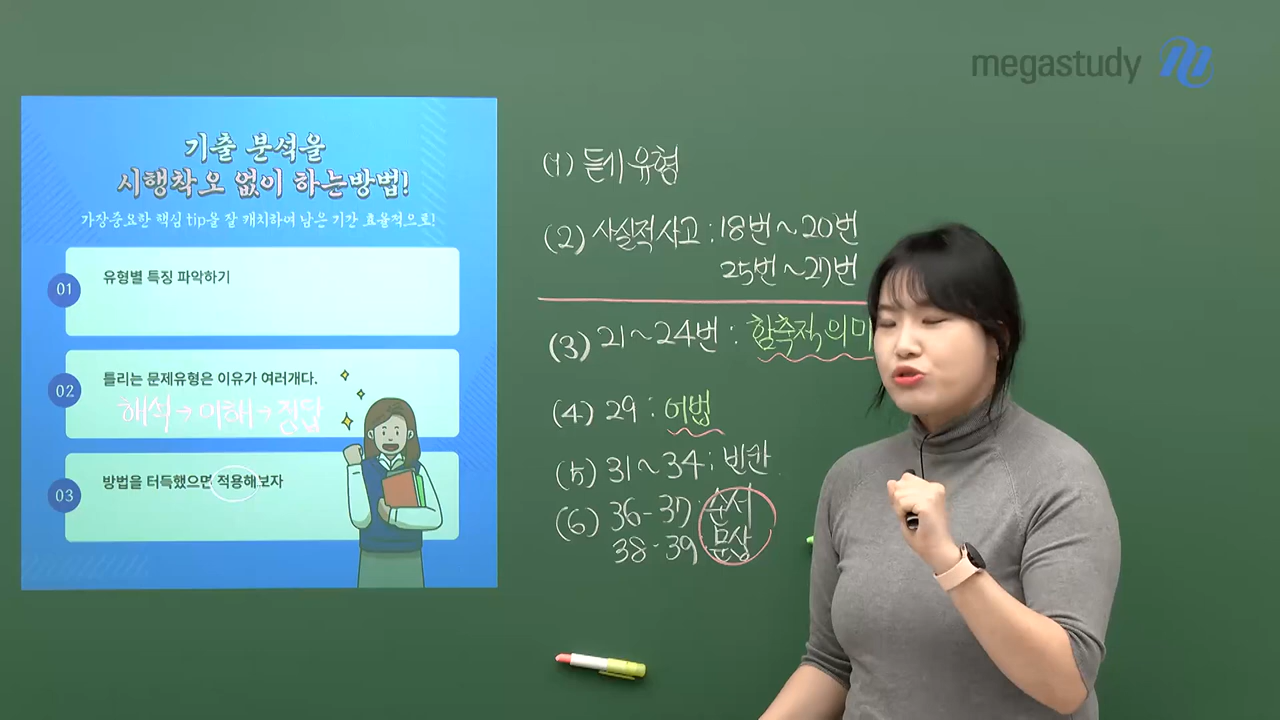 megastudy
기출 분석을
시행착오 없이 하는방법!
가장중요한 핵심 tip을 잘 캐치하여 남은 기간 효율적으로!
01 유형별 특징 파악하기
02 틀리는 문제유형은 이유가 여러개다.
해석→이해→정답
03 방법을 터득했으면 적용해보자
(1) 듣기유형
(2) 사실적사고 : 18번~20번
25번~27번
(3) 21~24번 : 함축적 의미
(4) 29 : 어법
(5) 31~34 : 빈칸
(6) 36-37 순서
38-39 문삽